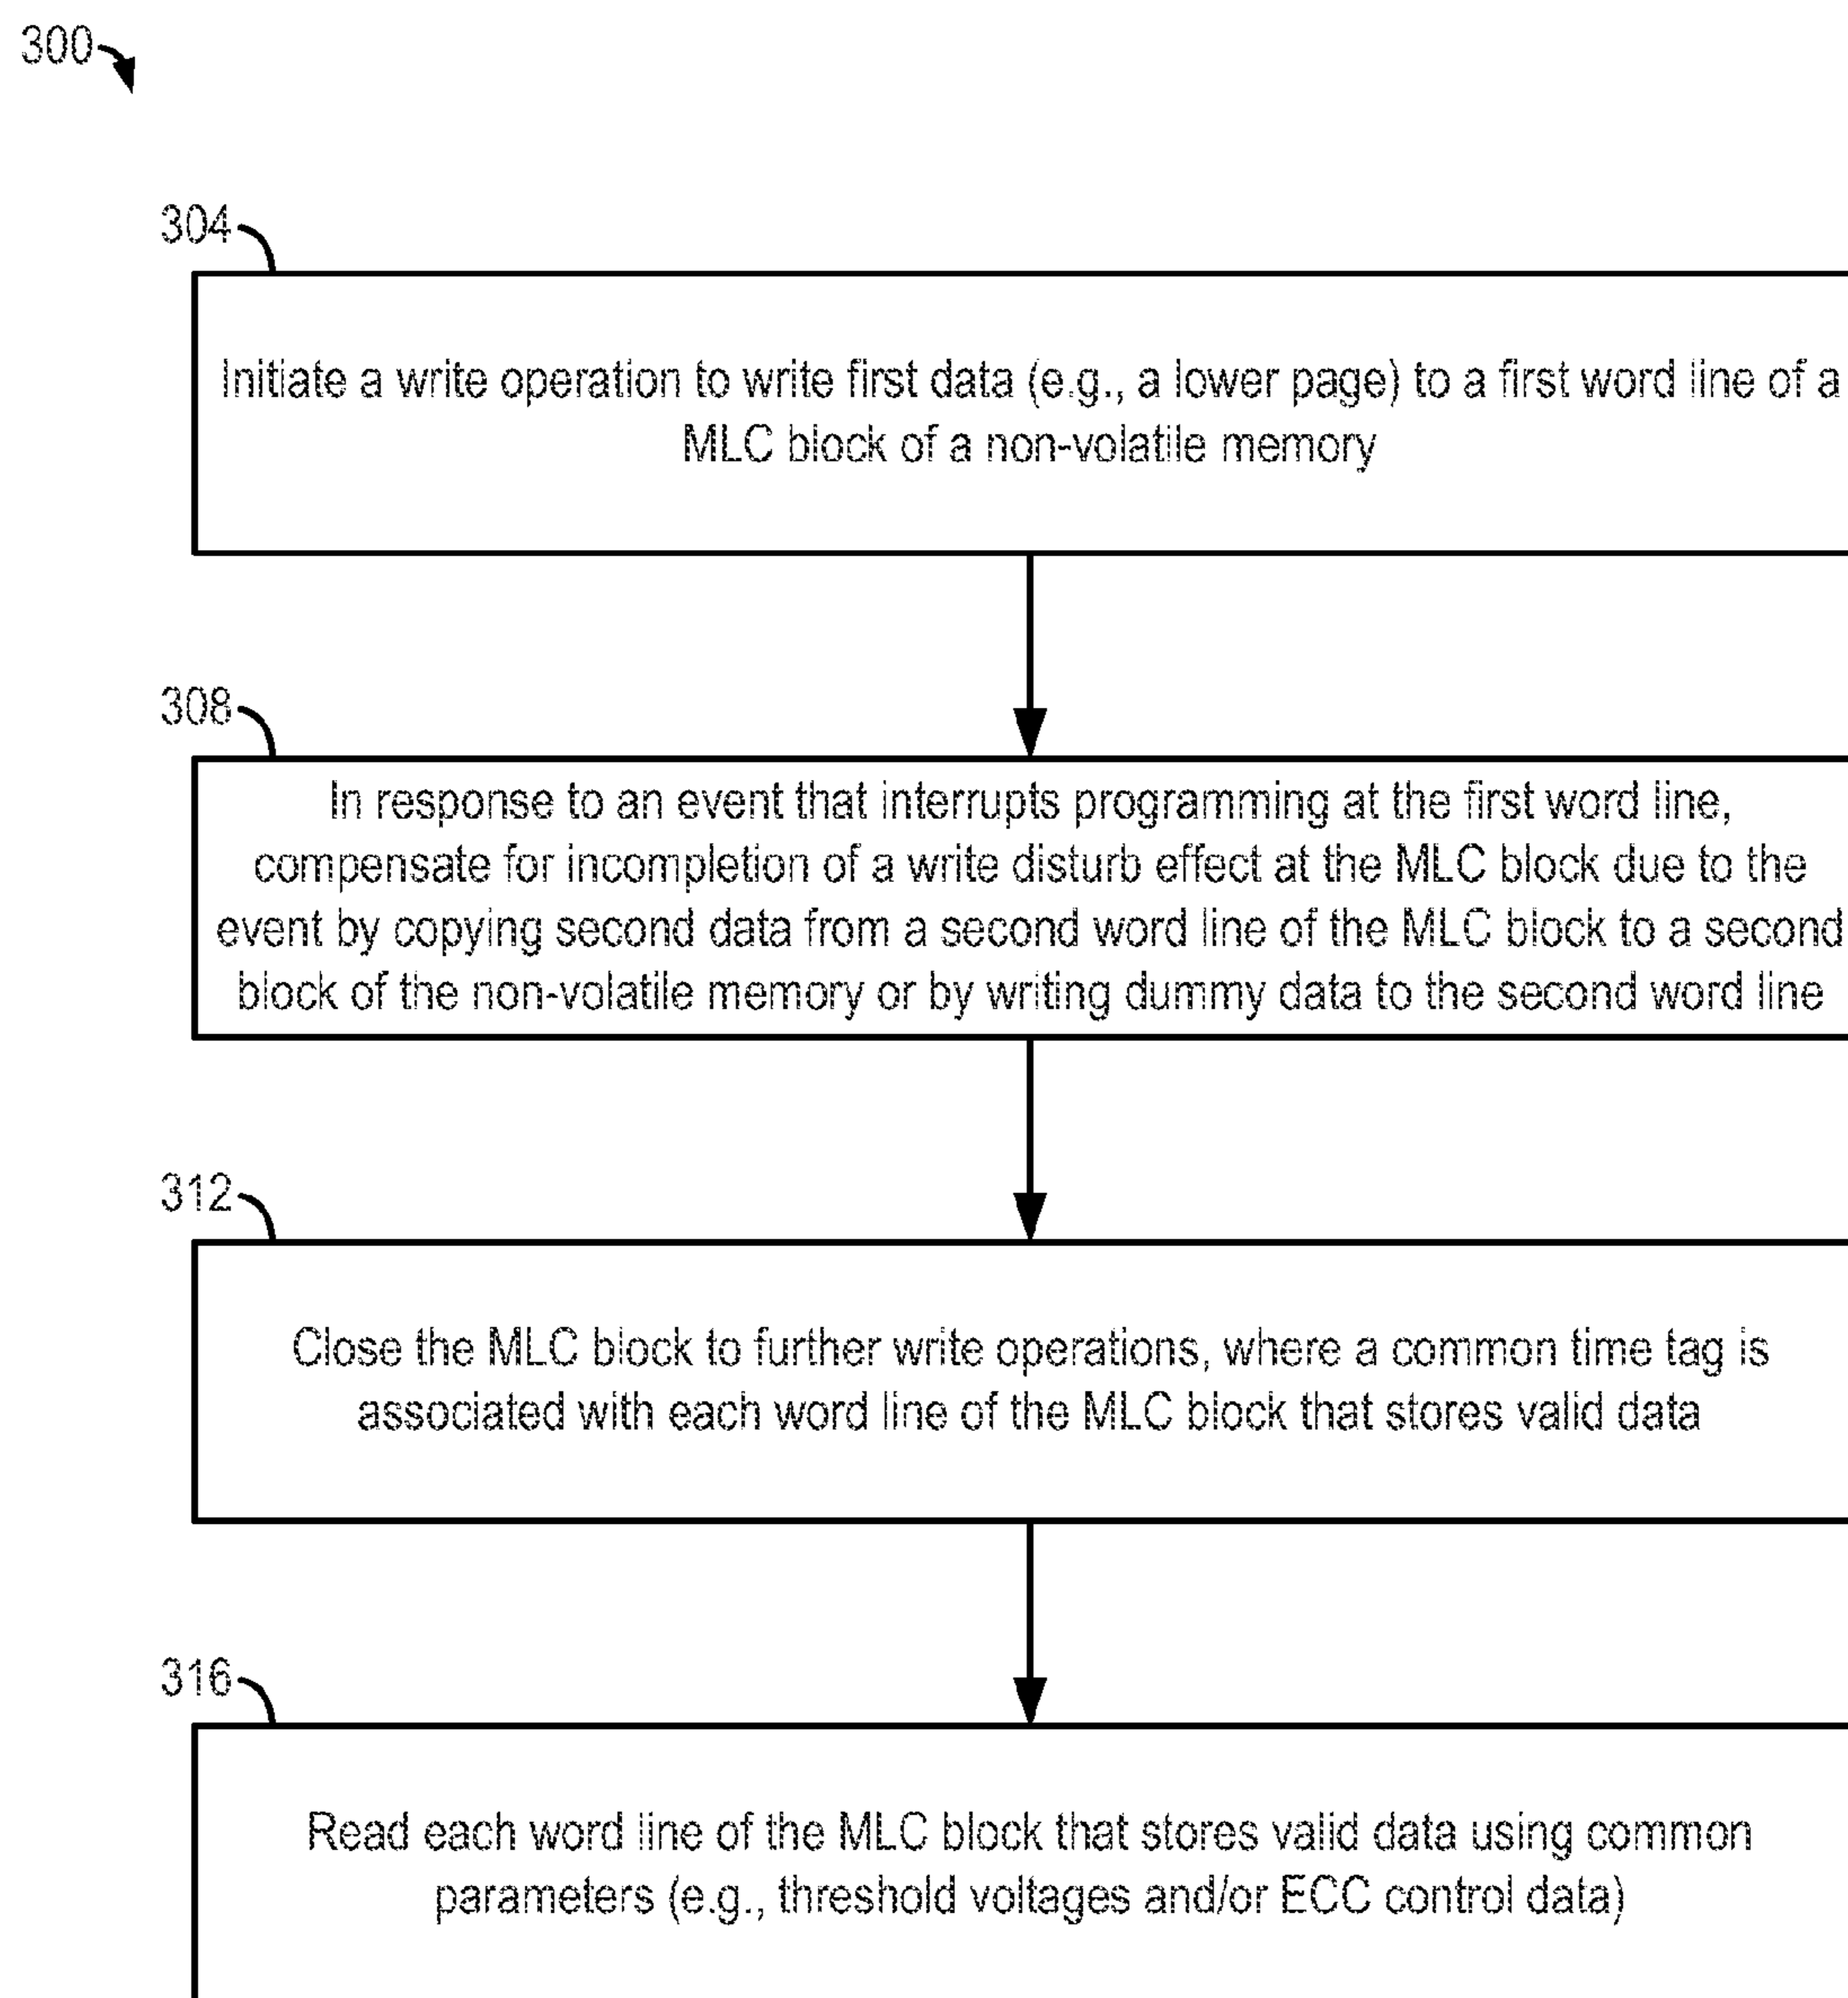 300
304
Initiate a write operation to write first data (e.g., a lower page) to a first word line of a
MLC block of a non-volatile memory
308
In response to an event that interrupts programming at the first word line,
compensate for incompletion of a write disturb effect at the MLC block due to the
event by copying second data from a second word line of the MLC block to a second
block of the non-volatile memory or by writing dummy data to the second word line
312
Close the MLC block to further write operations, where a common time tag is
associated with each word line of the MLC block that stores valid data
316
Read each word line of the MLC block that stores valid data using common
parameters (e.g., threshold voltages and/or ECC control data)